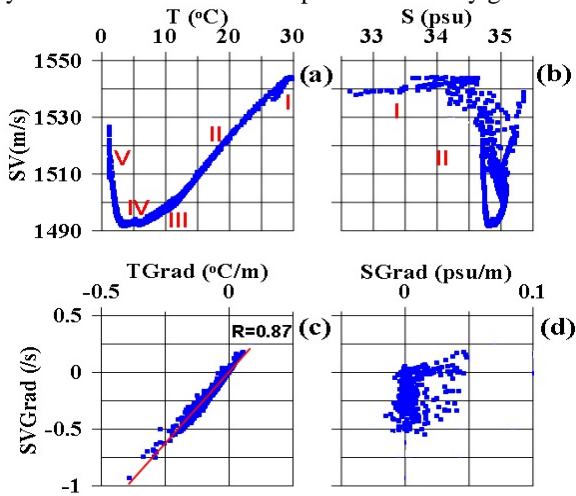 T (°C)
S (psu)
0 10 20 30
33 34 35
1550
1530
1510
1490
SV(m/s)
(a)
(b)
I
II
III
IV
V
I
II
TGrad (°C/m)
SGrad (psu/m)
-0.5 0
0 0.1
0.5
0
-0.5
-1
SVGrad (/s)
R=0.87
(c)
(d)